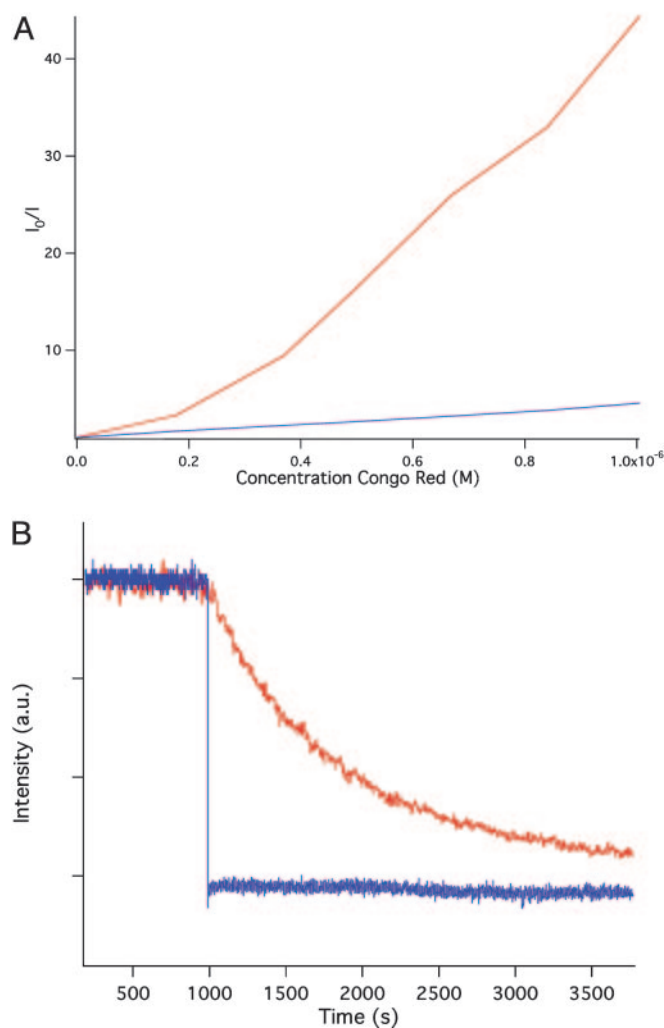 A
I₀/I
40
30
20
10
0.0 0.2 0.4 0.6 0.8 1.0x10⁻⁶
Concentration Congo Red (M)
B
Intensity (a.u.)
500 1000 1500 2000 2500 3000 3500
Time (s)